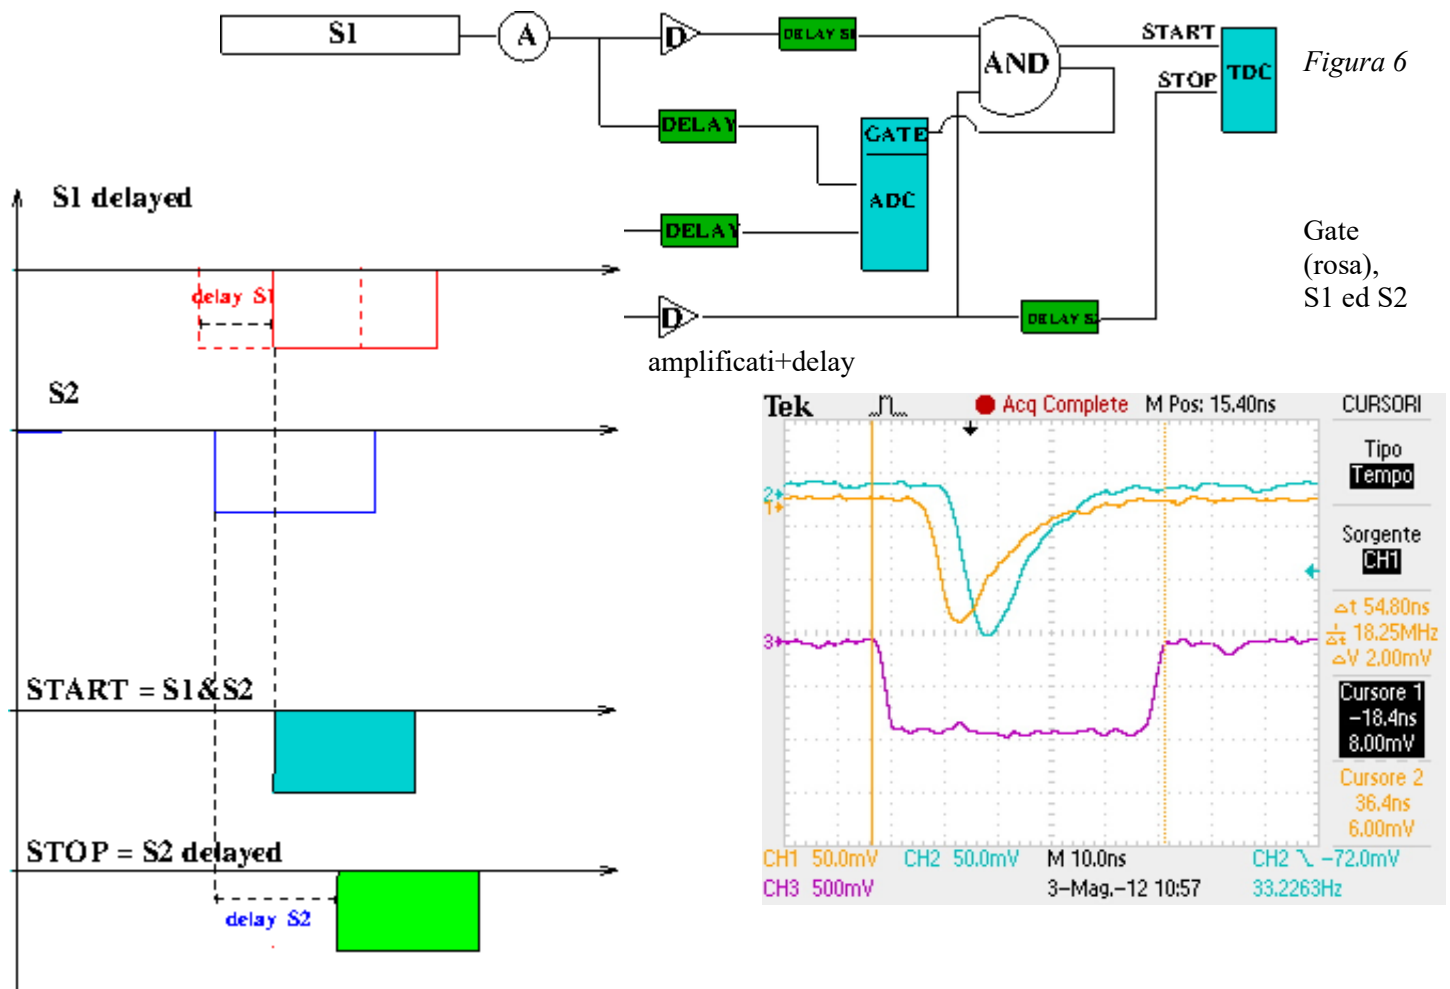 S1
A
D
DELAY S1
AND
START
TDC
STOP
Figura 6
DELAY
GATE
ADC
DELAY
D
DELAY S2
Gate
(rosa),
S1 ed S2
amplificati+delay
S1 delayed
delay S1
S2
START = S1&S2
STOP = S2 delayed
delay S2
Tek
Acq Complete
M Pos: 15.40ns
CURSORI
Tipo
Tempo
Sorgente
CH1
Δt 54.80ns
1/Δt 18.25MHz
ΔV 2.00mV
Cursore 1
-18.4ns
8.00mV
Cursore 2
36.4ns
6.00mV
2
1
3
CH1 50.0mV CH2 50.0mV M 10.0ns CH2 \ -72.0mV
CH3 500mV 3-Mag.-12 10:57 33.2263Hz